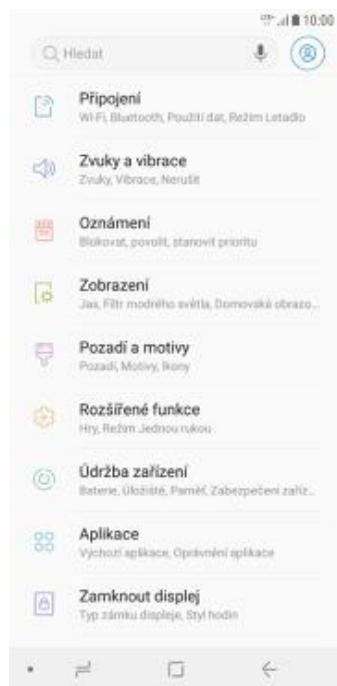 10:00
Hledat
Připojení
Wi-Fi, Bluetooth, Použití dat, Režim Letadlo
Zvuky a vibrace
Zvuky, Vibrace, Nerušit
Oznámení
Blokovat, povolit, stanovit prioritu
Zobrazení
Jas, Filtr modrého světla, Domovská obrazo...
Pozadí a motivy
Pozadí, Motivy, Ikony
Rozšířené funkce
Hry, Režim Jednou rukou
Údržba zařízení
Baterie, Úložiště, Paměť, Zabezpečení zaříz...
Aplikace
Výchozí aplikace, Oprávnění aplikace
Zamknout displej
Typ zámku displeje, Styl hodin